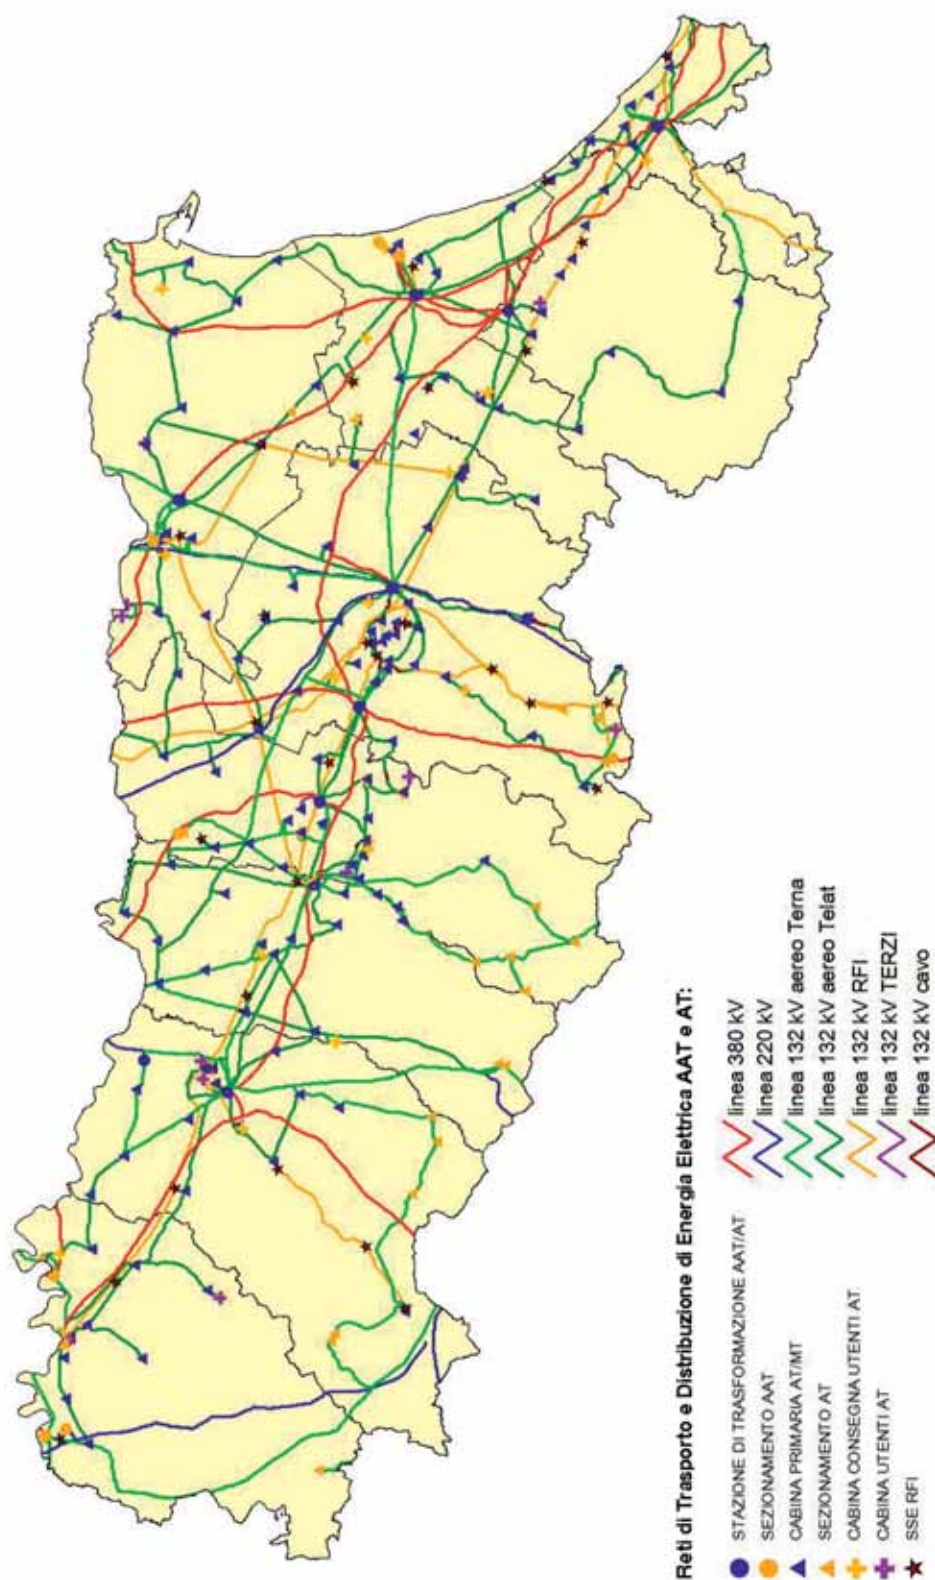 Reti di Trasporto e Distribuzione di Energia Elettrica AAT e AT:
STAZIONE DI TRASFORMAZIONE AAT/AT
SEZIONAMENTO AAT
CABINA PRIMARIA AT/MT
SEZIONAMENTO AT
CABINA CONSEGNA UTENTI AT
CABINA UTENTI AT
SSE RFI
linea 380 kV
linea 220 kV
linea 132 kV aereo Terna
linea 132 kV aereo Telat
linea 132 kV RFI
linea 132 kV TERZI
linea 132 kV cavo